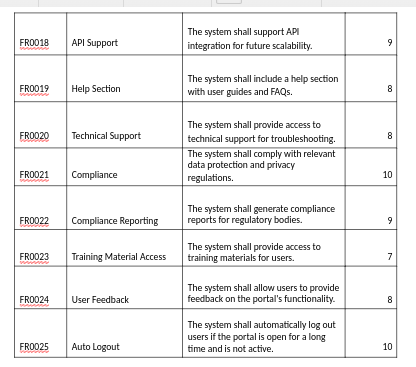 The system shall support API
FR0018 API Support integration for future scalability. 9
The system shall include a help section
FR0019 Help Section with user guides and FAQs. 8
The system shall provide access to
FR0020 Technical Support technical support for troubleshooting. 8
The system shall comply with relevant
data protection and privacy
FR0021 Compliance regulations. 10
The system shall generate compliance
FR0022 Compliance Reporting reports for regulatory bodies. 9
The system shall provide access to
FR0023 Training Material Access training materials for users. 7
The system shall allow users to provide
FR0024 User Feedback feedback on the portal's functionality. 8
The system shall automatically log out
users if the portal is open for a long
FR0025 Auto Logout time and is not active. 10